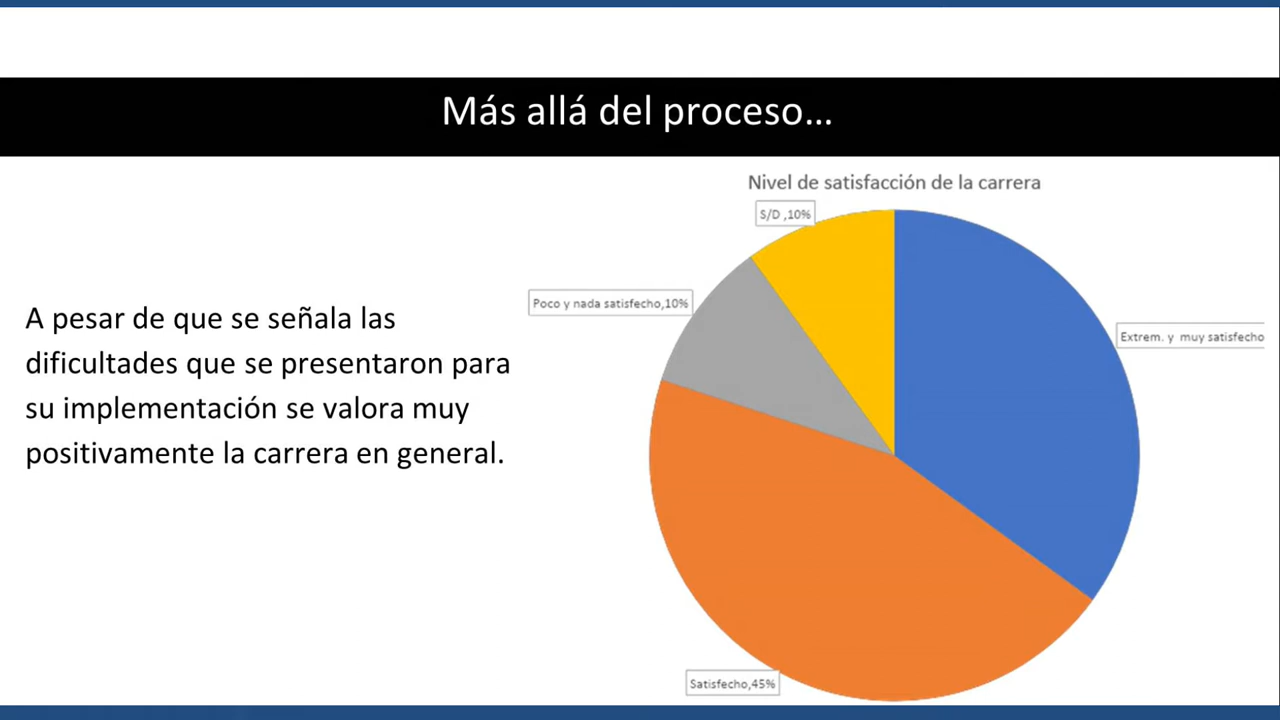 Más allá del proceso...
A pesar de que se señala las
dificultades que se presentaron para
su implementación se valora muy
positivamente la carrera en general.
Nivel de satisfacción de la carrera
S/D ,10%
Poco y nada satisfecho,10%
Extrem. y muy satisfecho
Satisfecho,45%